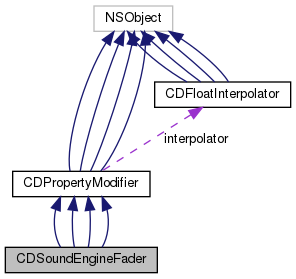 NSObject
CDFloatInterpolator
interpolator
CDPropertyModifier
CDSoundEngineFader